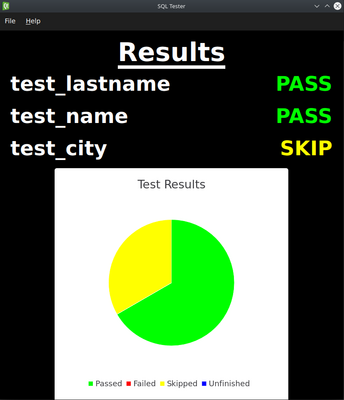 SQL Tester
File Help
Results
test_lastname PASS
test_name PASS
test_city SKIP
Test Results
Passed Failed Skipped Unfinished